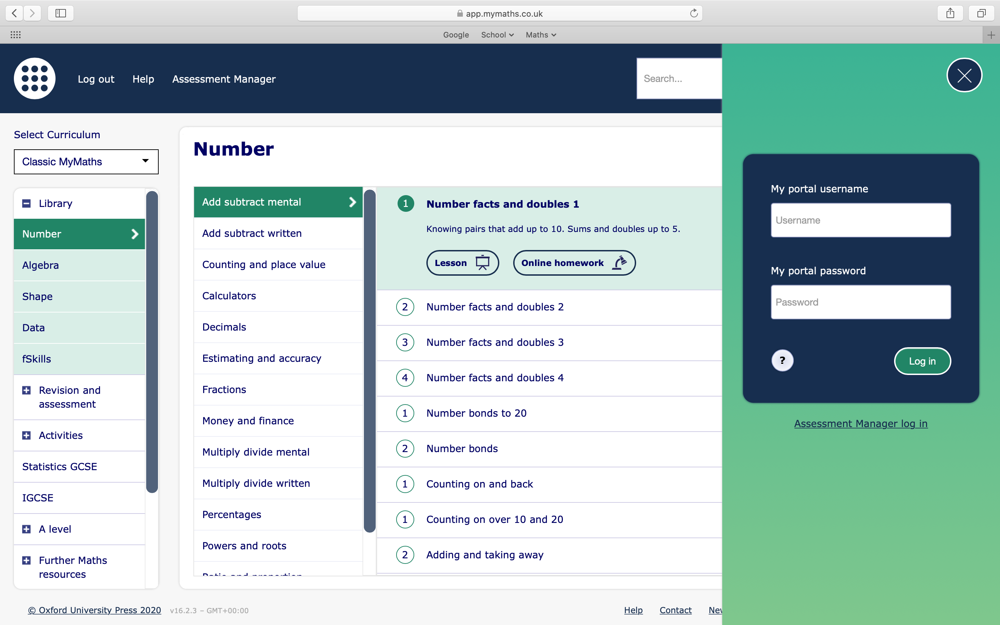 app.mymaths.co.uk
Google School Maths
Log out Help Assessment Manager
Search...
Select Curriculum
Classic MyMaths
Library
Number
Algebra
Shape
Data
fSkills
Revision and
assessment
Activities
Statistics GCSE
IGCSE
A level
Further Maths
resources
Number
Add subtract mental
Add subtract written
Counting and place value
Calculators
Decimals
Estimating and accuracy
Fractions
Money and finance
Multiply divide mental
Multiply divide written
Percentages
Powers and roots
Ratio and proportion
1 Number facts and doubles 1
Knowing pairs that add up to 10. Sums and doubles up to 5.
Lesson Online homework
2 Number facts and doubles 2
3 Number facts and doubles 3
4 Number facts and doubles 4
1 Number bonds to 20
2 Number bonds
1 Counting on and back
1 Counting on over 10 and 20
2 Adding and taking away
My portal username
Username
My portal password
Password
? Log in
Assessment Manager log in
© Oxford University Press 2020 v16.2.3 – GMT+00:00
Help Contact